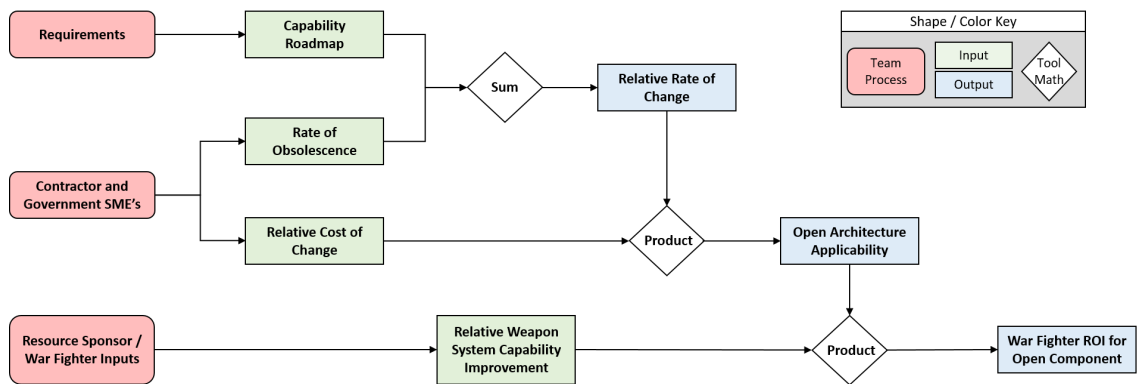 Requirements
Capability
Roadmap
Sum
Relative Rate of
Change
Shape / Color Key
Team
Process
Input
Output
Tool
Math
Rate of
Obsolescence
Contractor and
Government SME's
Relative Cost of
Change
Product
Open Architecture
Applicability
Resource Sponsor /
War Fighter Inputs
Relative Weapon
System Capability
Improvement
Product
War Fighter ROI for
Open Component